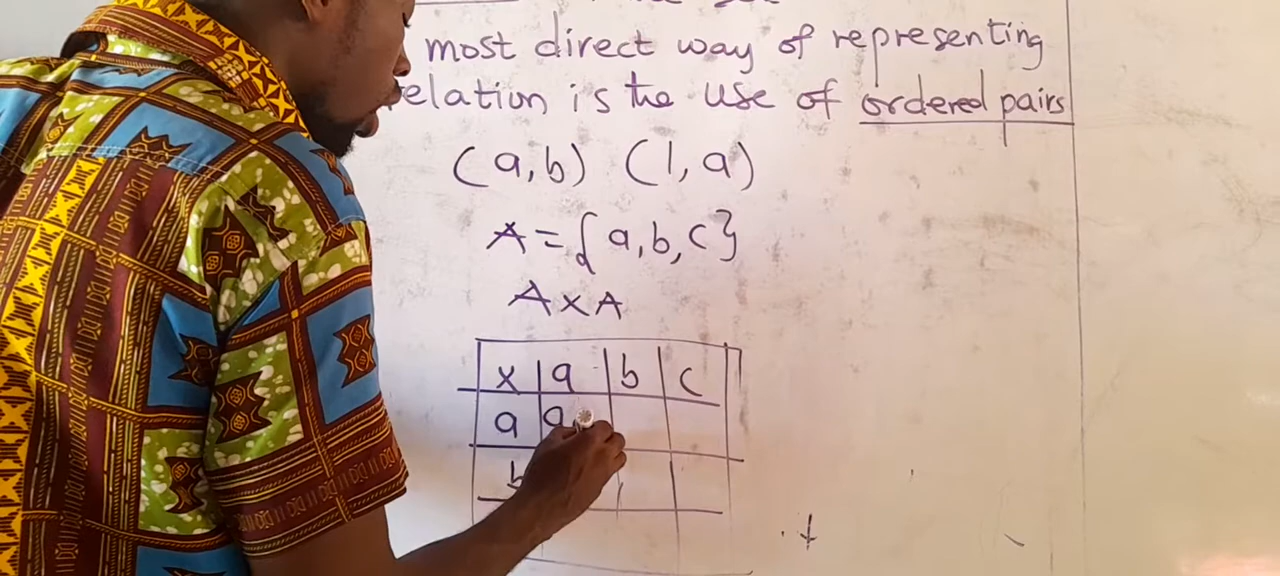 most direct way of representing
elation is the use of ordered pairs
(a,b) (1,a)
A={a,b,c}
A×A
x a b c
a a
b